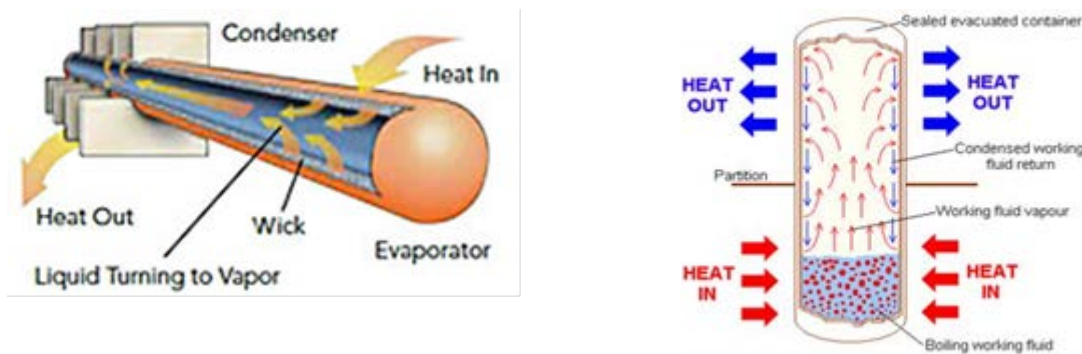 Condenser
Heat In
Heat Out
Wick
Liquid Turning to Vapor
Evaporator
Sealed evacuated container
HEAT
OUT
HEAT
OUT
Condensed working
fluid return
Partition
Working fluid vapour
HEAT
IN
HEAT
IN
Boiling working fluid